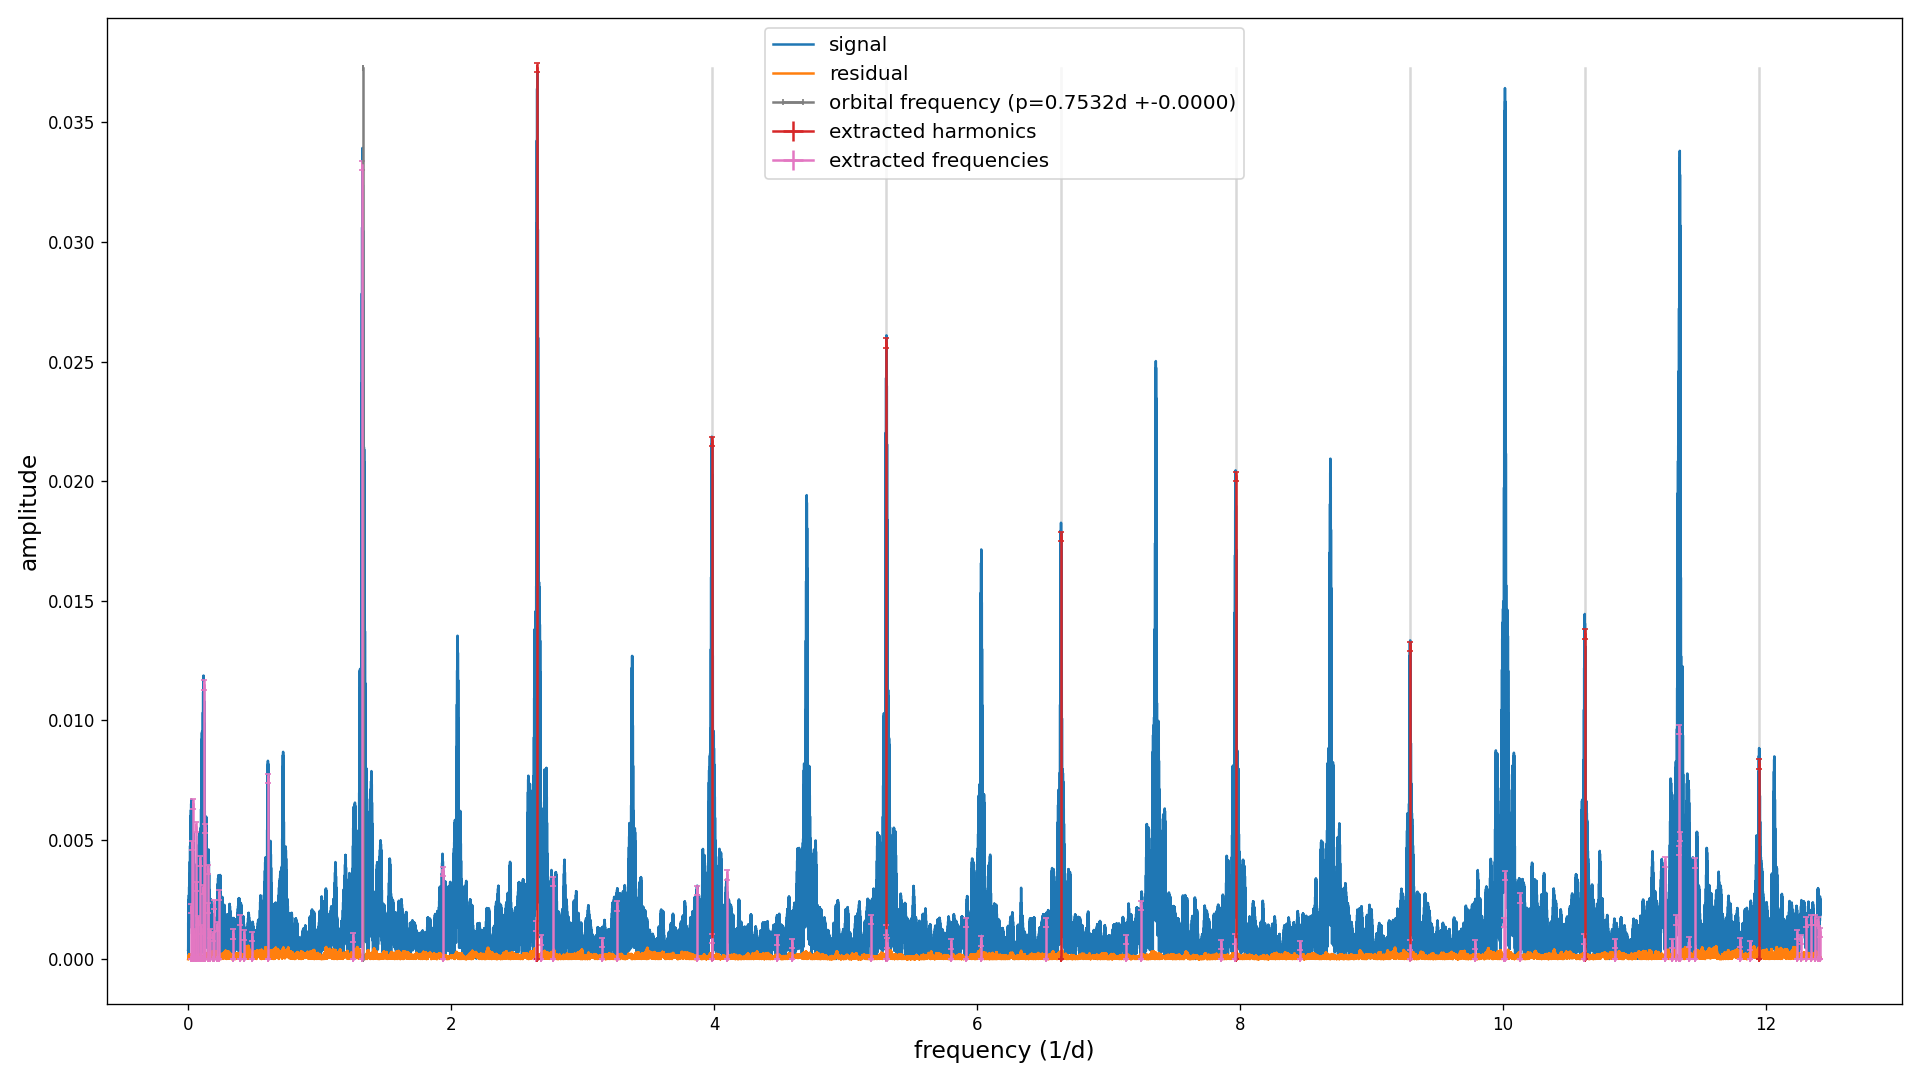 signal
residual
orbital frequency (p=0.7532d +-0.0000)
extracted harmonics
extracted frequencies
0.035
0.030
0.025
0.020
0.015
0.010
0.005
0.000
amplitude
0 2 4 6 8 10 12
frequency (1/d)